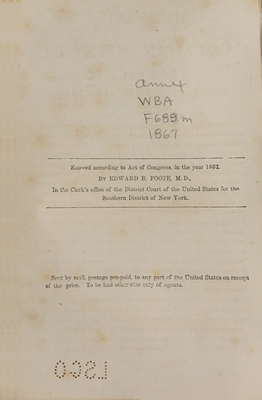 annex
WBA
F689m
1867
Entered according to Act of Congress, in the year 1862,
By EDWARD B. FOOTE, M.D.,
In the Clerk's office of the District Court of the United States for the
Southern District of New York.
Sent by mail, postage pre-paid, to any part of the United States on receipt
of the price. To be had otherwise only of agents.